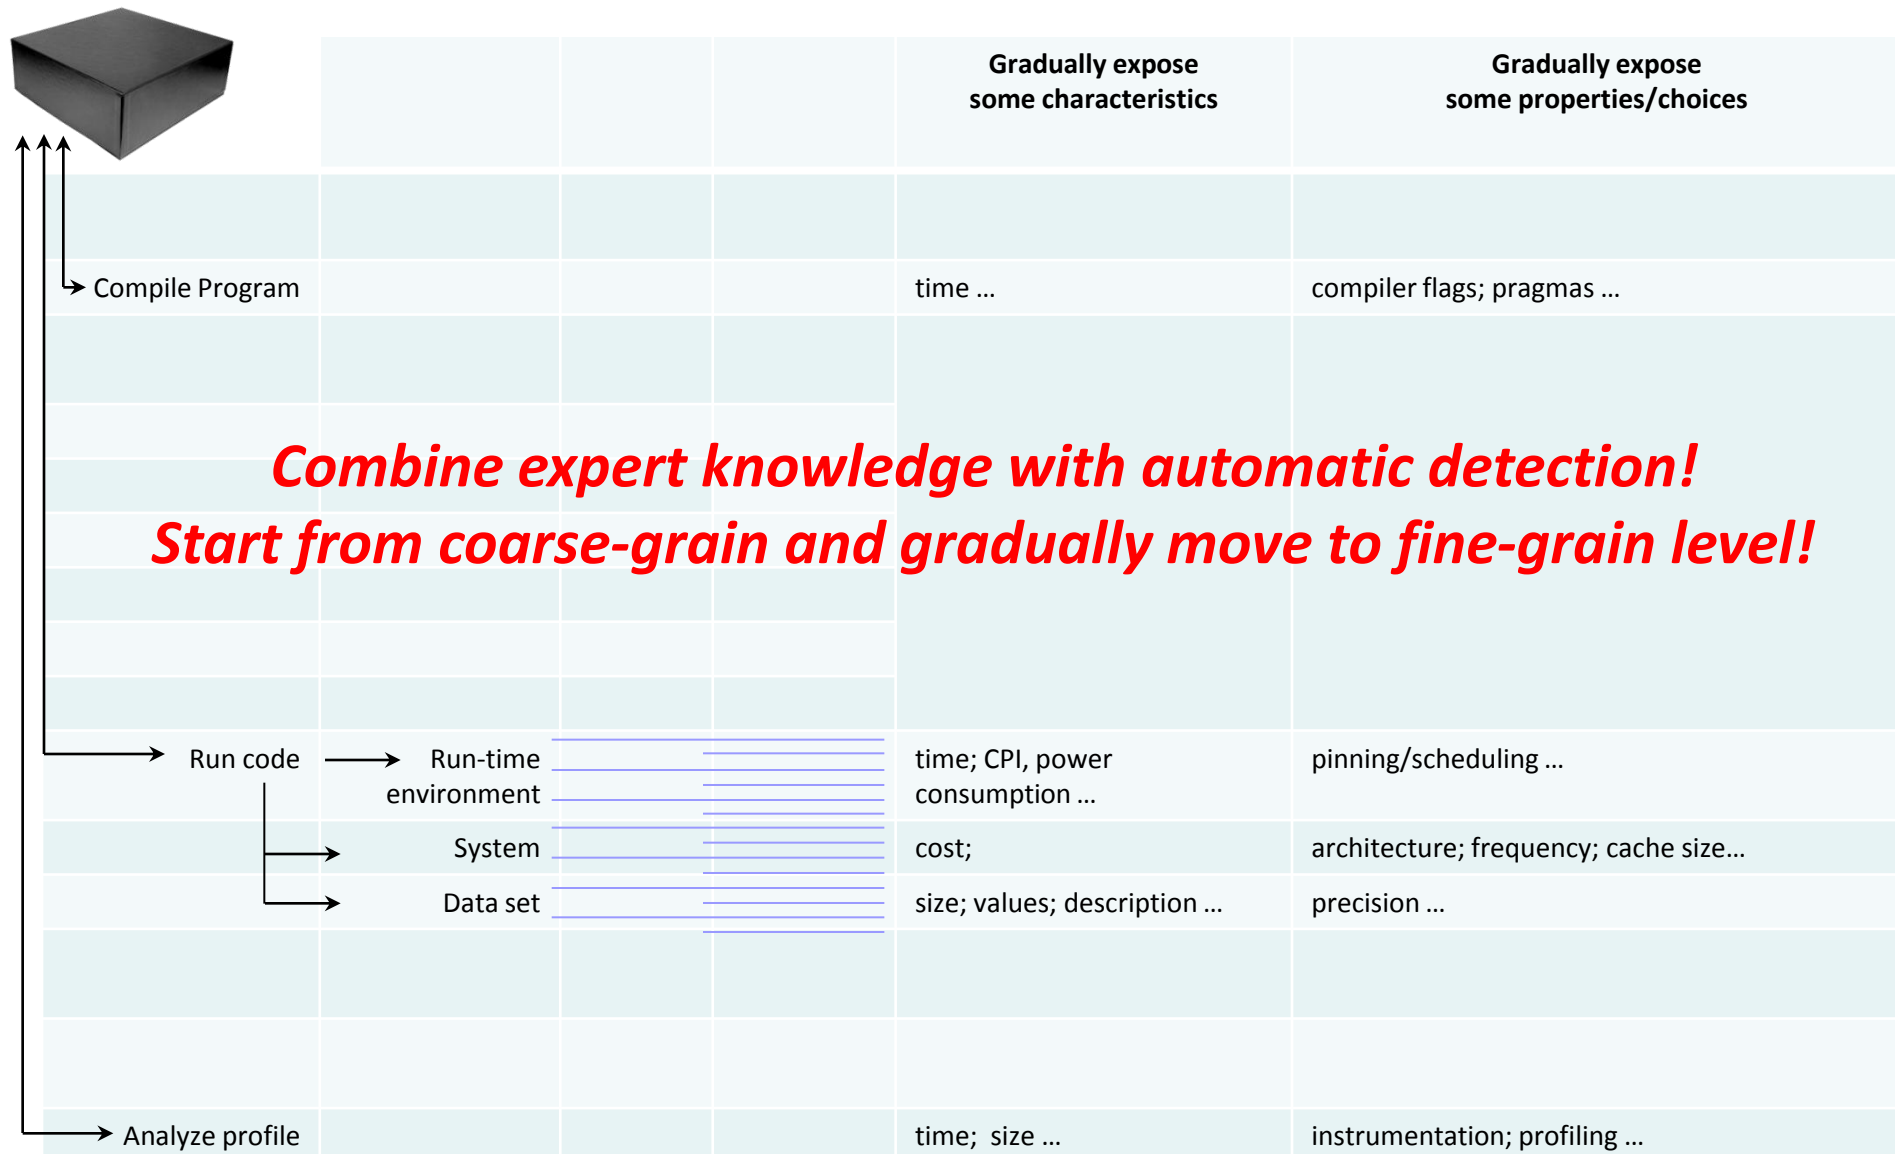 Gradually expose
some characteristics
Gradually expose
some properties/choices
Compile Program
time …
compiler flags; pragmas …
Combine expert knowledge with automatic detection!
Start from coarse-grain and gradually move to fine-grain level!
Run code
Run-time
environment
time; CPI, power
consumption …
pinning/scheduling …
System
cost;
architecture; frequency; cache size…
Data set
size; values; description …
precision …
Analyze profile
time;  size …
instrumentation; profiling …